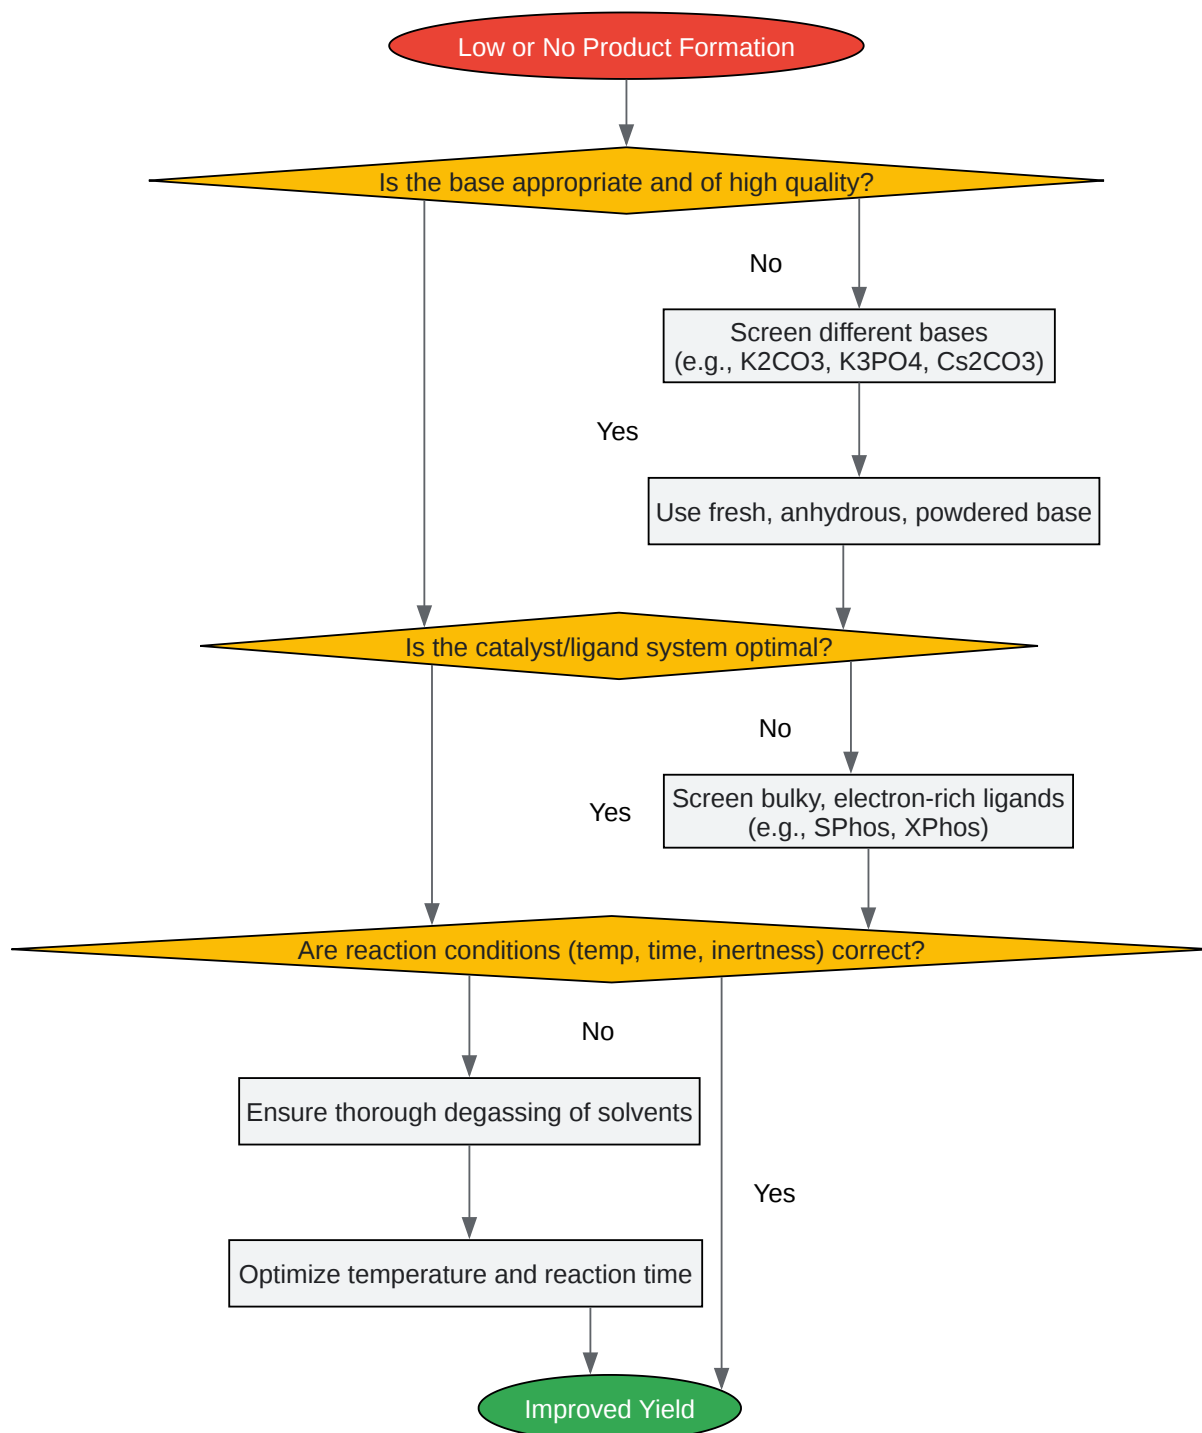 Low or No Product Formation
Is the base appropriate and of high quality?
No
Screen different bases
(e.g., K2CO3, K3PO4, Cs2CO3)
Yes
Use fresh, anhydrous, powdered base
Is the catalyst/ligand system optimal?
No
Screen bulky, electron-rich ligands
(e.g., SPhos, XPhos)
Yes
Are reaction conditions (temp, time, inertness) correct?
No
Ensure thorough degassing of solvents
Yes
Optimize temperature and reaction time
Improved Yield